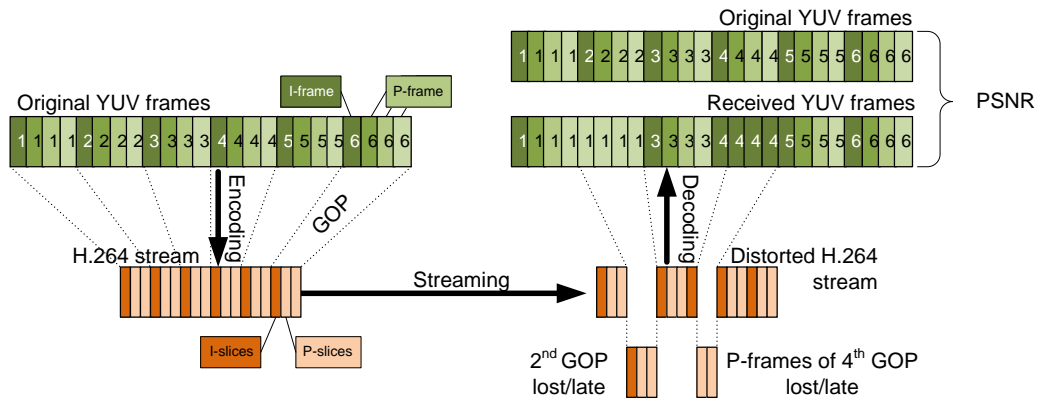 Original YUV frames
1 1 1 1 2 2 2 2 3 3 3 3 4 4 4 4 5 5 5 5 6 6 6 6
PSNR
I-frame
P-frame
Original YUV frames
1 1 1 1 2 2 2 2 3 3 3 3 4 4 4 4 5 5 5 5 6 6 6 6
Received YUV frames
1 1 1 1 1 1 1 1 3 3 3 3 4 4 4 4 5 5 5 5 6 6 6 6
Encoding
GOP
Decoding
H.264 stream
Streaming
Distorted H.264
stream
I-slices
P-slices
2nd GOP
lost/late
P-frames of 4th GOP
lost/late